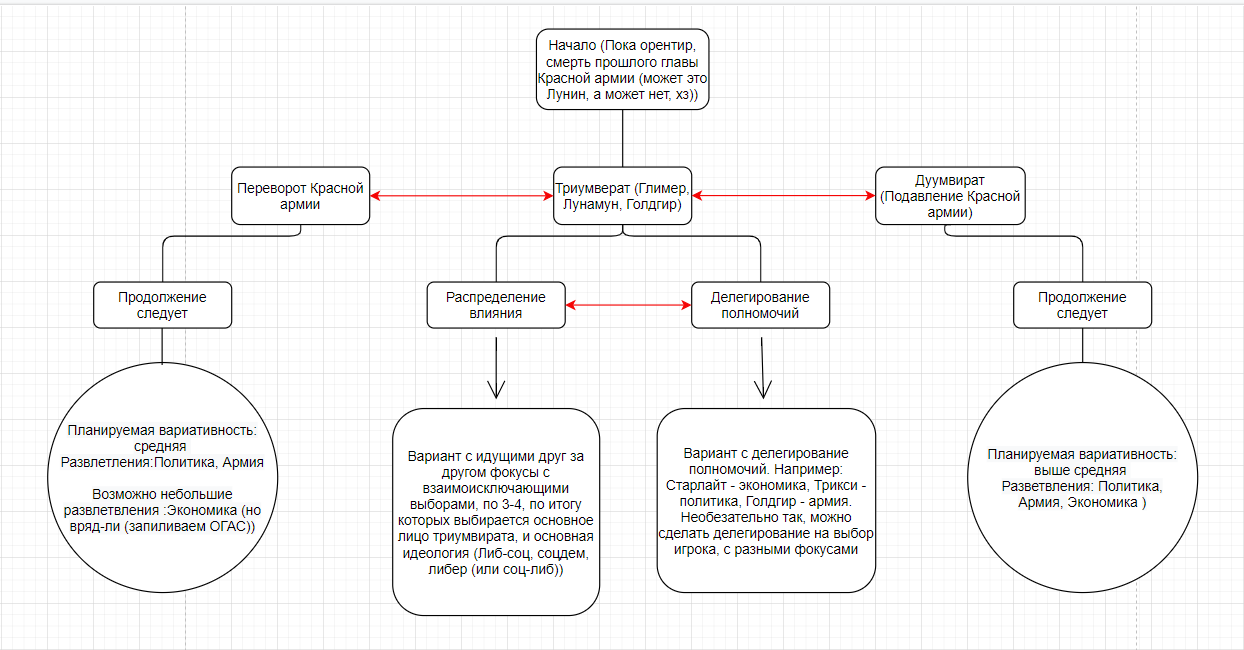 Начало (Пока орентир,
смерть прошлого главы
Красной армии (может это
Лунин, а может нет, хз))
Переворот Красной
армии
Триумверат (Глимер,
Лунамун, Голдгир)
Дуумвират
(Подавление Красной
армии)
Продолжение
следует
Распределение
влияния
Делегирование
полномочий
Продолжение
следует
Планируемая вариативность:
средняя
Развлетления:Политика, Армия
Возможно небольшие
развлетвления :Экономика (но
вряд-ли (запиливаем ОГАС))
Вариант с идущими друг за
другом фокусы с
взаимоисключающими
выборами, по 3-4, по итогу
которых выбирается основное
лицо триумвирата, и основная
идеология (Либ-соц, соцдем,
либер (или соц-либ))
Вариант с делегирование
полномочий. Например:
Старлайт - экономика, Трикси -
политика, Голдгир - армия.
Необезательно так, можно
сделать делегирование на выбор
игрока, с разными фокусами
Планируемая вариативность:
выше средняя
Разветвления: Политика,
Армия, Экономика )